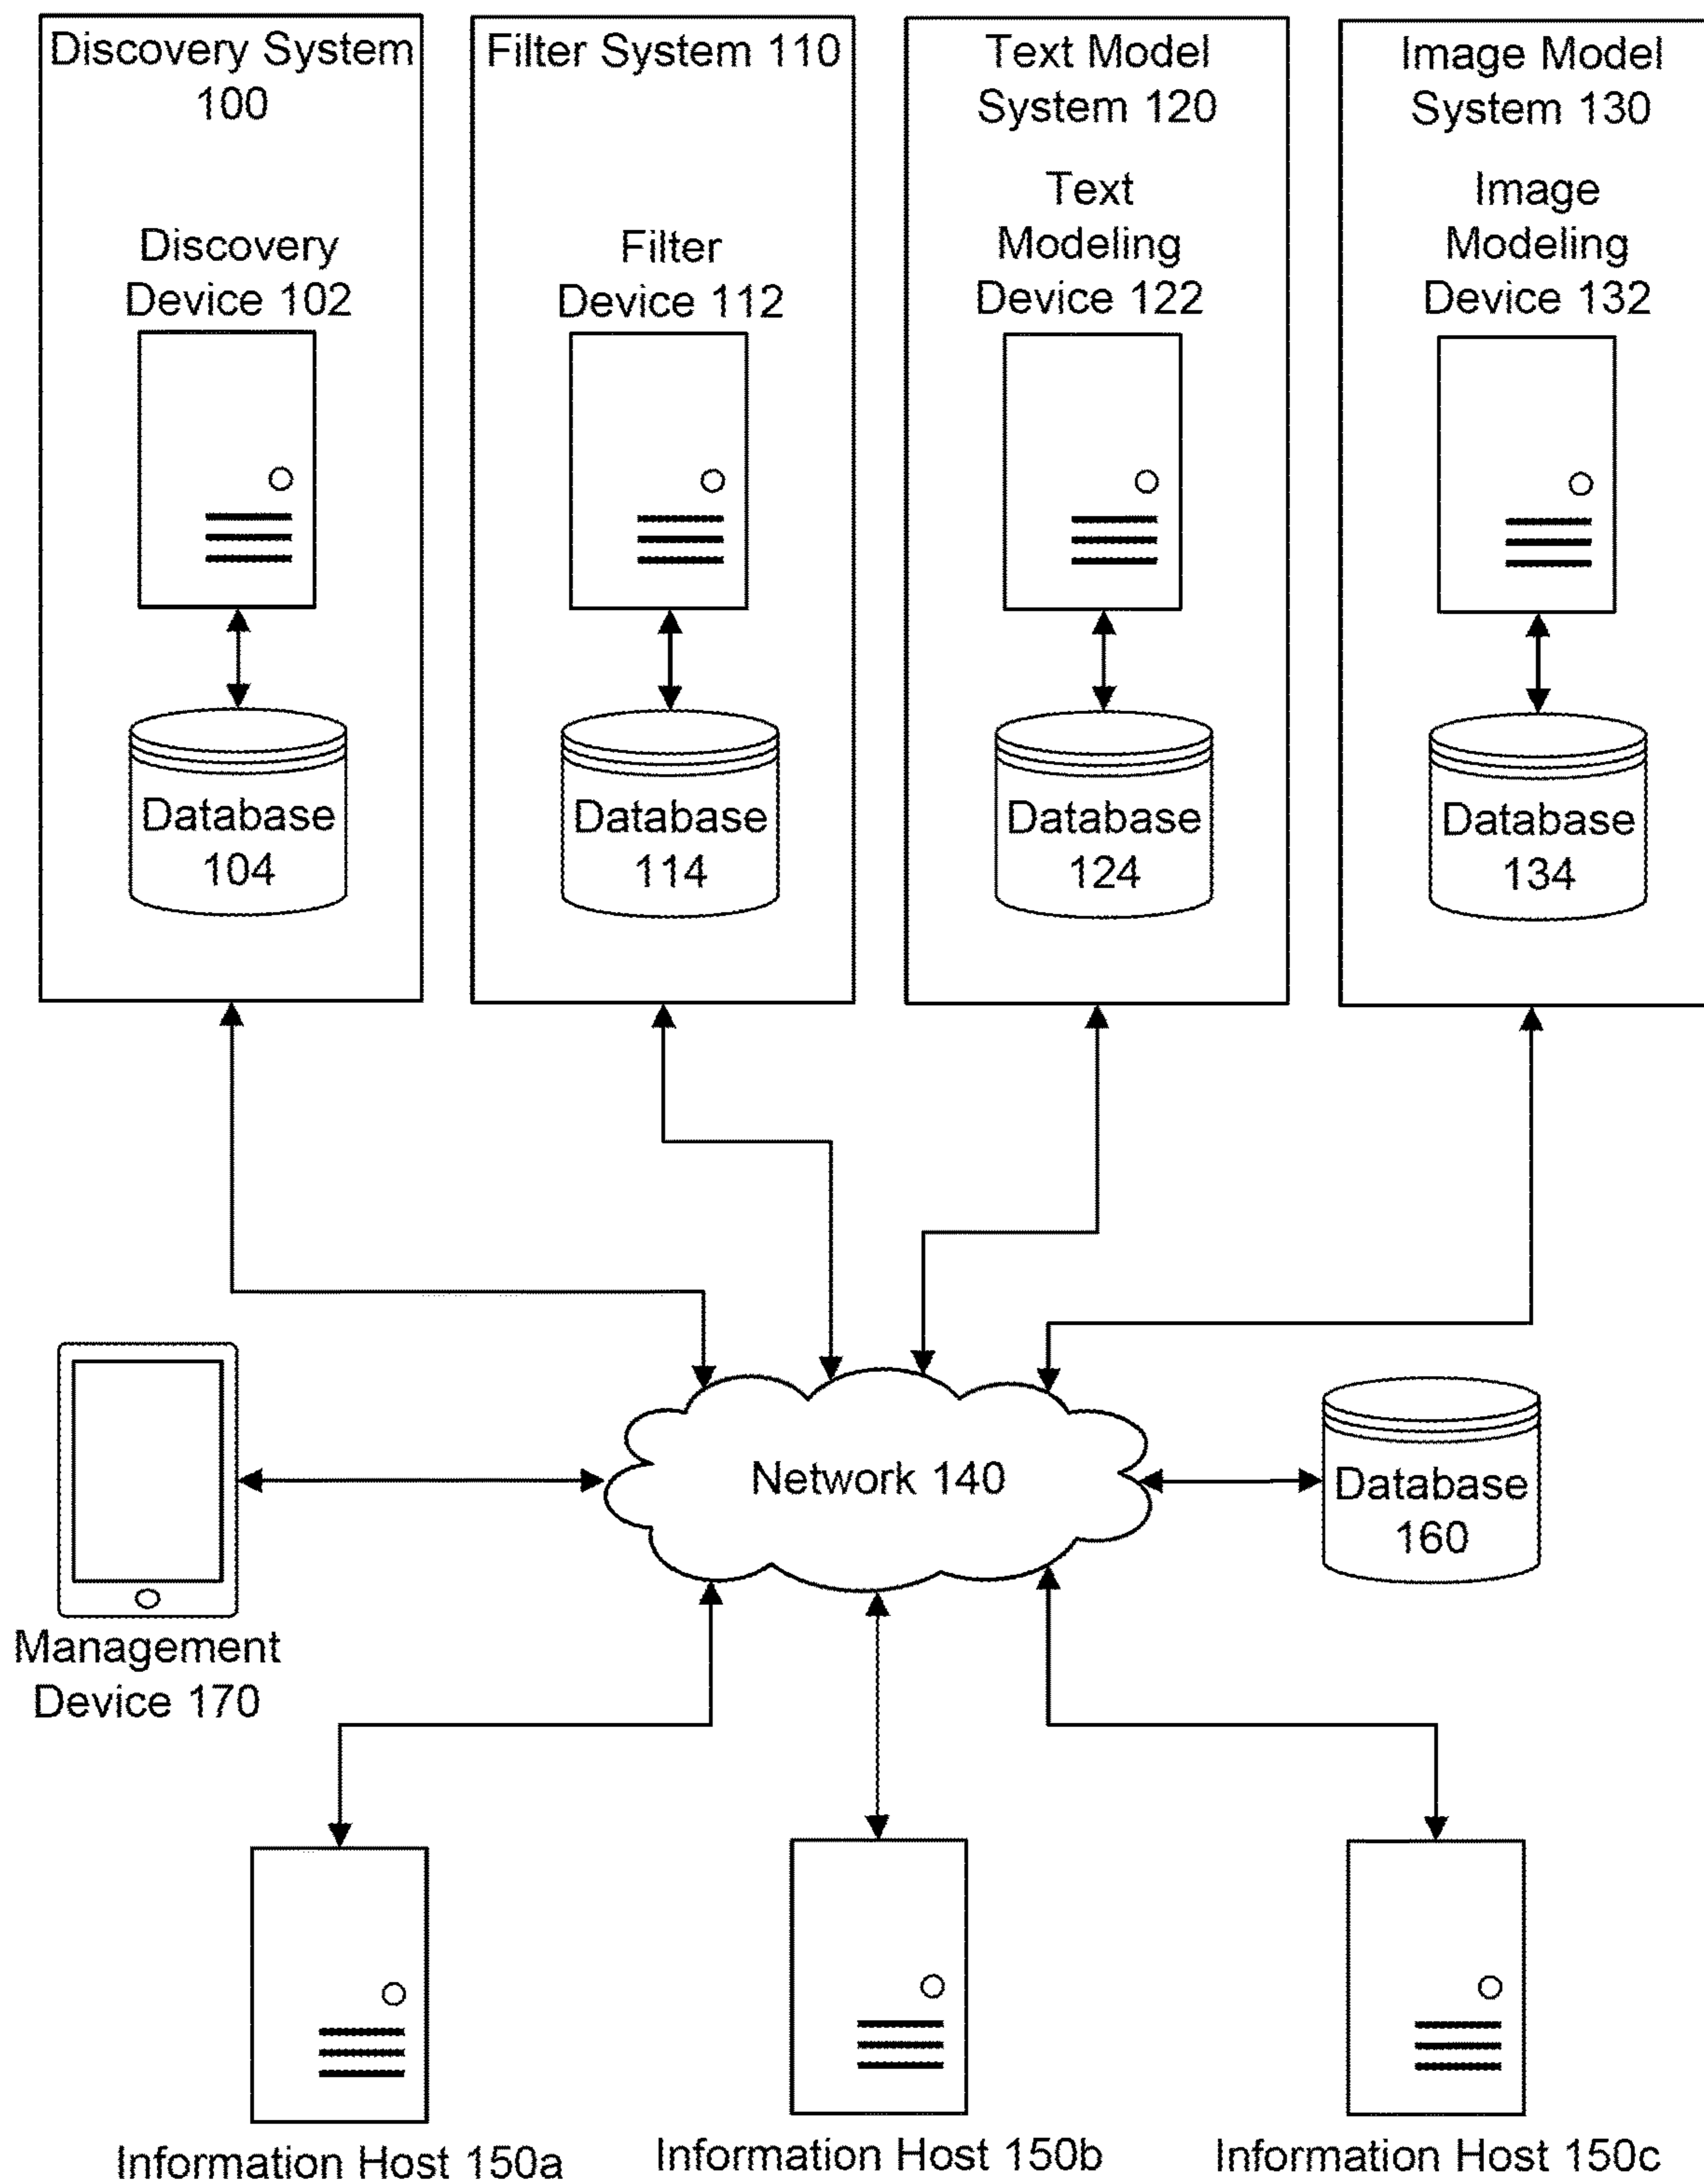 Discovery System
100
Filter System 110
Text Model
System 120
Image Model
System 130
Discovery
Device 102
Filter
Device 112
Text
Modeling
Device 122
Image
Modeling
Device 132
Database
104
Database
114
Database
124
Database
134
Network 140
Database
160
Management
Device 170
Information Host 150a
Information Host 150b
Information Host 150c